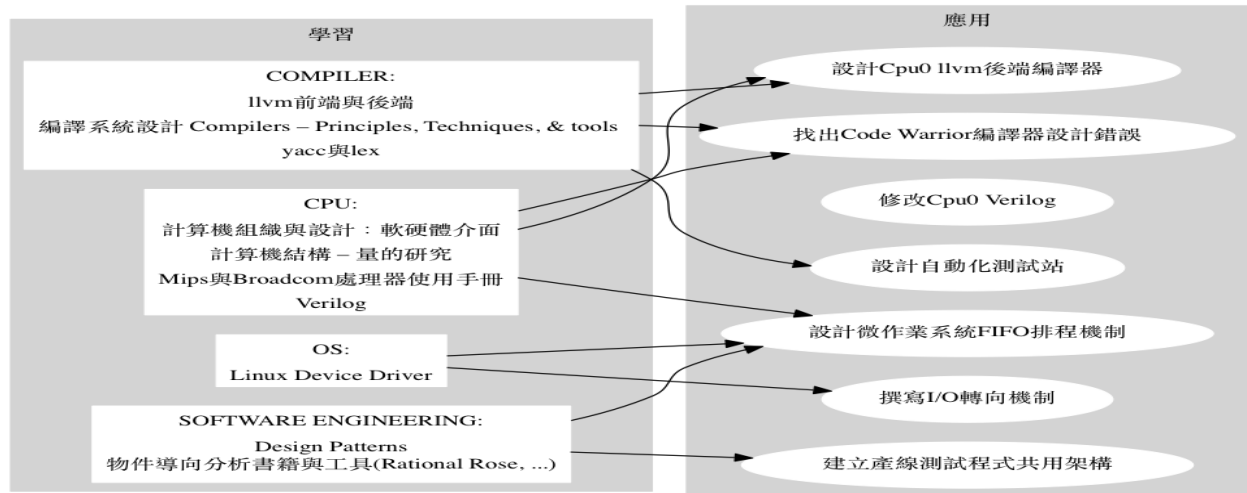 學習
COMPILER:
llvm前端與後端
編譯系統設計 Compilers – Principles, Techniques, & tools
yacc與lex
CPU:
計算機組織與設計：軟硬體介面
計算機結構 – 量的研究
Mips與Broadcom處理器使用手冊
Verilog
OS:
Linux Device Driver
SOFTWARE ENGINEERING:
Design Patterns
物件導向分析書籍與工具(Rational Rose, ...)
應用
設計Cpu0 llvm後端編譯器
找出Code Warrior編譯器設計錯誤
修改Cpu0 Verilog
設計自動化測試站
設計微作業系統FIFO排程機制
撰寫I/O轉向機制
建立產線測試程式共用架構